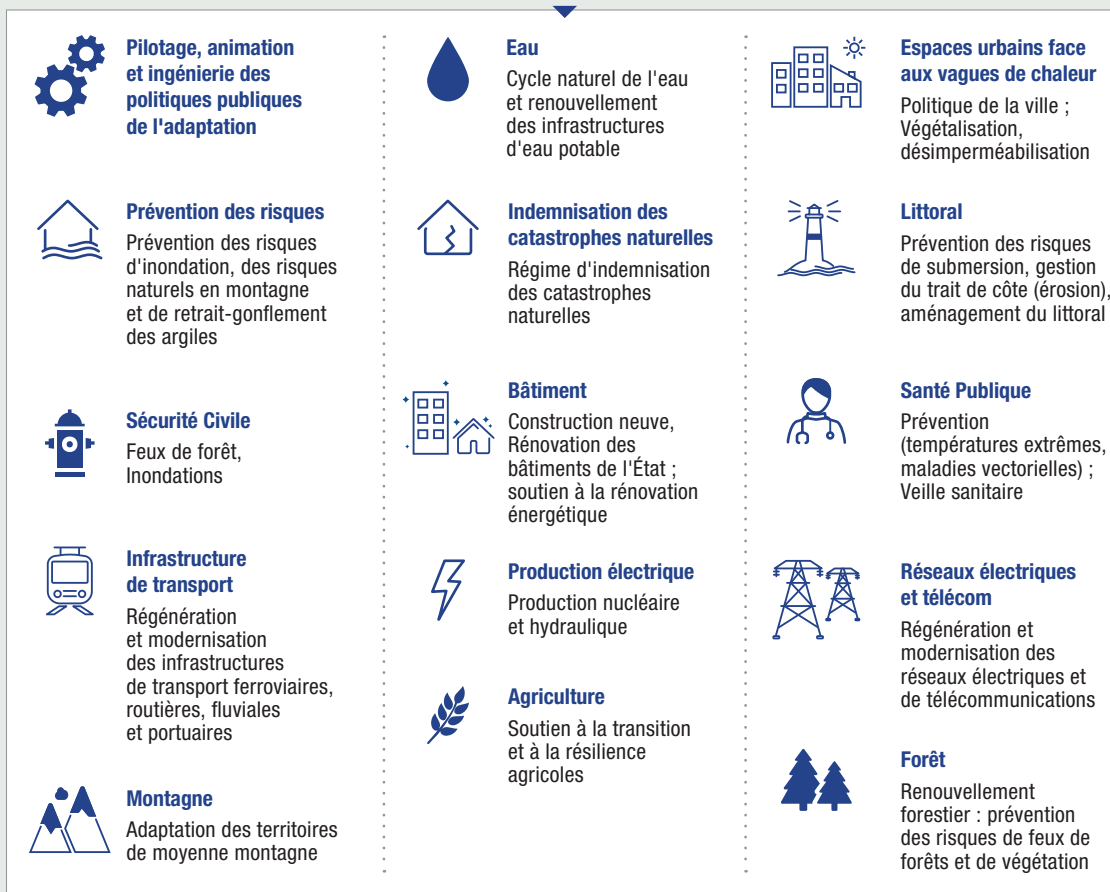 Pilotage, animation
et ingénierie des
politiques publiques
de l'adaptation
Prévention des risques
Prévention des risques
d'inondation, des risques
naturels en montagne
et de retrait-gonflement
des argiles
Sécurité Civile
Feux de forêt,
Inondations
Infrastructure
de transport
Régénération
et modernisation
des infrastructures
de transport ferroviaires,
routières, fluviales
et portuaires
Montagne
Adaptation des territoires
de moyenne montagne
Eau
Cycle naturel de l'eau
et renouvellement
des infrastructures
d'eau potable
Indemnisation des
catastrophes naturelles
Régime d'indemnisation
des catastrophes
naturelles
Bâtiment
Construction neuve,
Rénovation des
bâtiments de l'État ;
soutien à la rénovation
énergétique
Production électrique
Production nucléaire
et hydraulique
Agriculture
Soutien à la transition
et à la résilience
agricoles
Espaces urbains face
aux vagues de chaleur
Politique de la ville ;
Végétalisation,
désimperméabilisation
Littoral
Prévention des risques
de submersion, gestion
du trait de côte (érosion),
aménagement du littoral
Santé Publique
Prévention
(températures extrêmes,
maladies vectorielles) ;
Veille sanitaire
Réseaux électriques
et télécom
Régénération et
modernisation des
réseaux électriques et
de télécommunications
Forêt
Renouvellement
forestier : prévention
des risques de feux de
forêts et de végétation